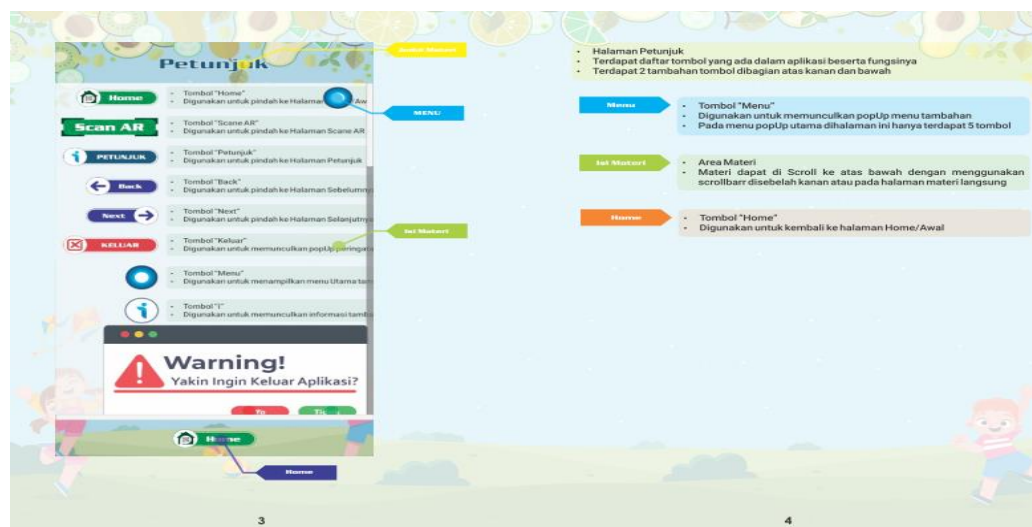 Petunjuk
Home
Tombol "Home"
Digunakan untuk pindah ke Halaman Aw
Scan AR
Tombol "Scane AR"
Digunakan untuk pindah ke Halaman Scane AR
PETUNJUK
Tombol "Petunjuk"
Digunakan untuk pindah ke Halaman Petunjuk
Back
Tombol "Back"
Digunakan untuk pindah ke Halaman Sebelumny
Next
Tombol "Next"
Digunakan untuk pindah ke Halaman Selanjutny
KELUAR
Tombol "Keluar"
Digunakan untuk memunculkan popUp peringata
Tombol "Menu"
Digunakan untuk menampilkan menu Utama tam
Tombol "i"
Digunakan untuk memunculkan informasi tamb
Warning!
Yakin Ingin Keluar Aplikasi?
Ya
Home
MENU
Isi Materi
Home
3
Halaman Petunjuk
Terdapat daftar tombol yang ada dalam aplikasi beserta fungsinya
Terdapat 2 tambahan tombol dibagian atas kanan dan bawah
Menu
Tombol "Menu"
Digunakan untuk memunculkan popUp menu tambahan
Pada menu popUp utama dihalaman ini hanya terdapat 5 tombol
Isi Materi
Area Materi
Materi dapat di Scroll ke atas bawah dengan menggunakan
scrollbarr disebelah kanan atau pada halaman materi langsung
Home
Tombol "Home"
Digunakan untuk kembali ke halaman Home/Awal
4